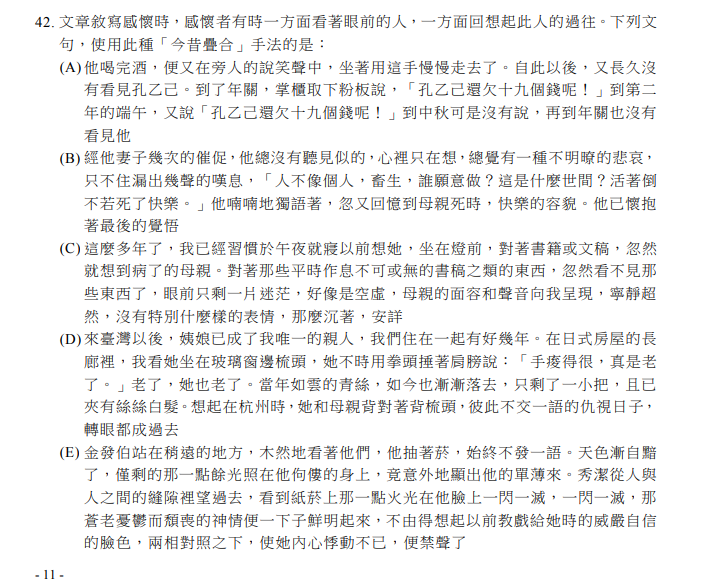 42. 文章敘寫感懷時，感懷者有時一方面看著眼前的人，一方面回想起此人的過往。下列文
句，使用此種「今昔疊合」手法的是：
(A) 他喝完酒，便又在旁人的說笑聲中，坐著用這手慢慢走去了。自此以後，又長久沒
有看見孔乙己。到了年關，掌櫃取下粉板說，「孔乙己還欠十九個錢呢！」到第二
年的端午，又說「孔乙己還欠十九個錢呢！」到中秋可是沒有說，再到年關也沒有
看見他
(B) 經他妻子幾次的催促，他總沒有聽見似的，心裡只在想，總覺有一種不明瞭的悲哀，
只不住漏出幾聲的嘆息，「人不像個人，畜生，誰願意做？這是什麼世間？活著倒
不若死了快樂。」他喃喃地獨語著，忽又回憶到母親死時，快樂的容貌。他已懷抱
著最後的覺悟
(C) 這麼多年了，我已經習慣於午夜就寢以前想她，坐在燈前，對著書籍或文稿，忽然
就想到病了的母親。對著那些平時作息不可或無的書稿之類的東西，忽然看不見那
些東西了，眼前只剩一片迷茫，好像是空虛，母親的面容和聲音向我呈現，寧靜超
然，沒有特別什麼樣的表情，那麼沉著，安詳
(D) 來臺灣以後，姨娘已成了我唯一的親人，我們住在一起有好幾年。在日式房屋的長
廊裡，我看她坐在玻璃窗邊梳頭，她不時用拳頭捶著肩膀說：「手痠得很，真是老
了。」老了，她也老了。當年如雲的青絲，如今也漸漸落去，只剩了一小把，且已
夾有絲絲白髮。想起在杭州時，她和母親背對著背梳頭，彼此不交一語的仇視日子，
轉眼都成過去
(E) 金發伯站在稍遠的地方，木然地看著他們，他抽著菸，始終不發一語。天色漸自黯
了，僅剩的那一點餘光照在他佝僂的身上，竟意外地顯出他的單薄來。秀潔從人與
人之間的縫隙裡望過去，看到紙菸上那一點火光在他臉上一閃一滅，一閃一滅，那
蒼老憂鬱而頹喪的神情便一下子鮮明起來，不由得想起以前教戲給她時的威嚴自信
的臉色，兩相對照之下，使她內心悸動不已，便禁聲了
- 11 -